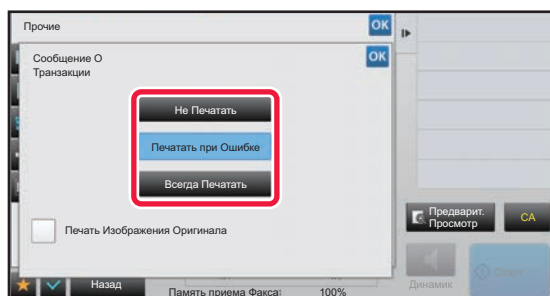 Прочие
OK
Сообщение О
Транзакции
OK
Не Печатать
Печатать при Ошибке
Всегда Печатать
Печать Изображения Оригинала
Предварит.
Просмотр
CA
Назад
Память приема Факса:
100%
Динамик
Старт